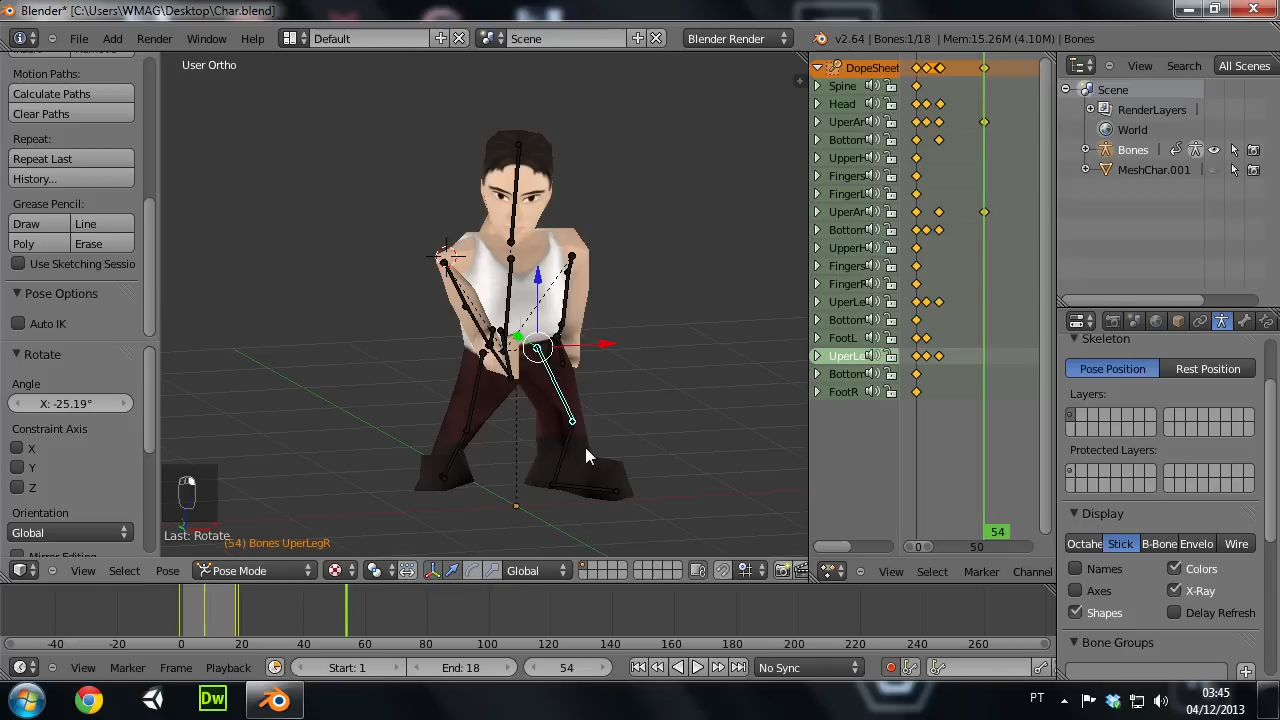 Blender* [C:\Users\WMAG\Desktop\Char.blend]
File Add Render Window Help Default Scene Blender Render v2.64 | Bones:1/18 | Mem:15.26M (4.10M) | Bones
Motion Paths:
Calculate Paths
Clear Paths
Repeat:
Repeat Last
History...
Grease Pencil:
Draw Line
Poly Erase
Use Sketching Sessio
Pose Options
Auto IK
Rotate
Angle
X: -25.19°
Constraint Axis
X
Y
Z
Orientation
Global
User Ortho
Last: Rotate
(54) Bones UperLegR
View Select Pose Pose Mode Global
DopeSheet
Spine
Head
UperAr
Bottom
UpperH
Fingers
FingerL
UperAr
Bottom
UpperH
Fingers
FingerF
UperLe
Bottom
FootL
UperLe
Bottom
FootR
54
0 50
View Select Marker Channel
View Search All Scenes
Scene
RenderLayers
World
Bones
MeshChar.001
Skeleton
Pose Position Rest Position
Layers:
Protected Layers:
Display
Octahe Stick B-Bone Envelo Wire
Names Colors
Axes X-Ray
Shapes Delay Refresh
Bone Groups
-40 -20 0 20 40 60 80 100 120 140 160 180 200 220 240 260
View Marker Frame Playback Start: 1 End: 18 54 No Sync
Dw PT 03:45
04/12/2013